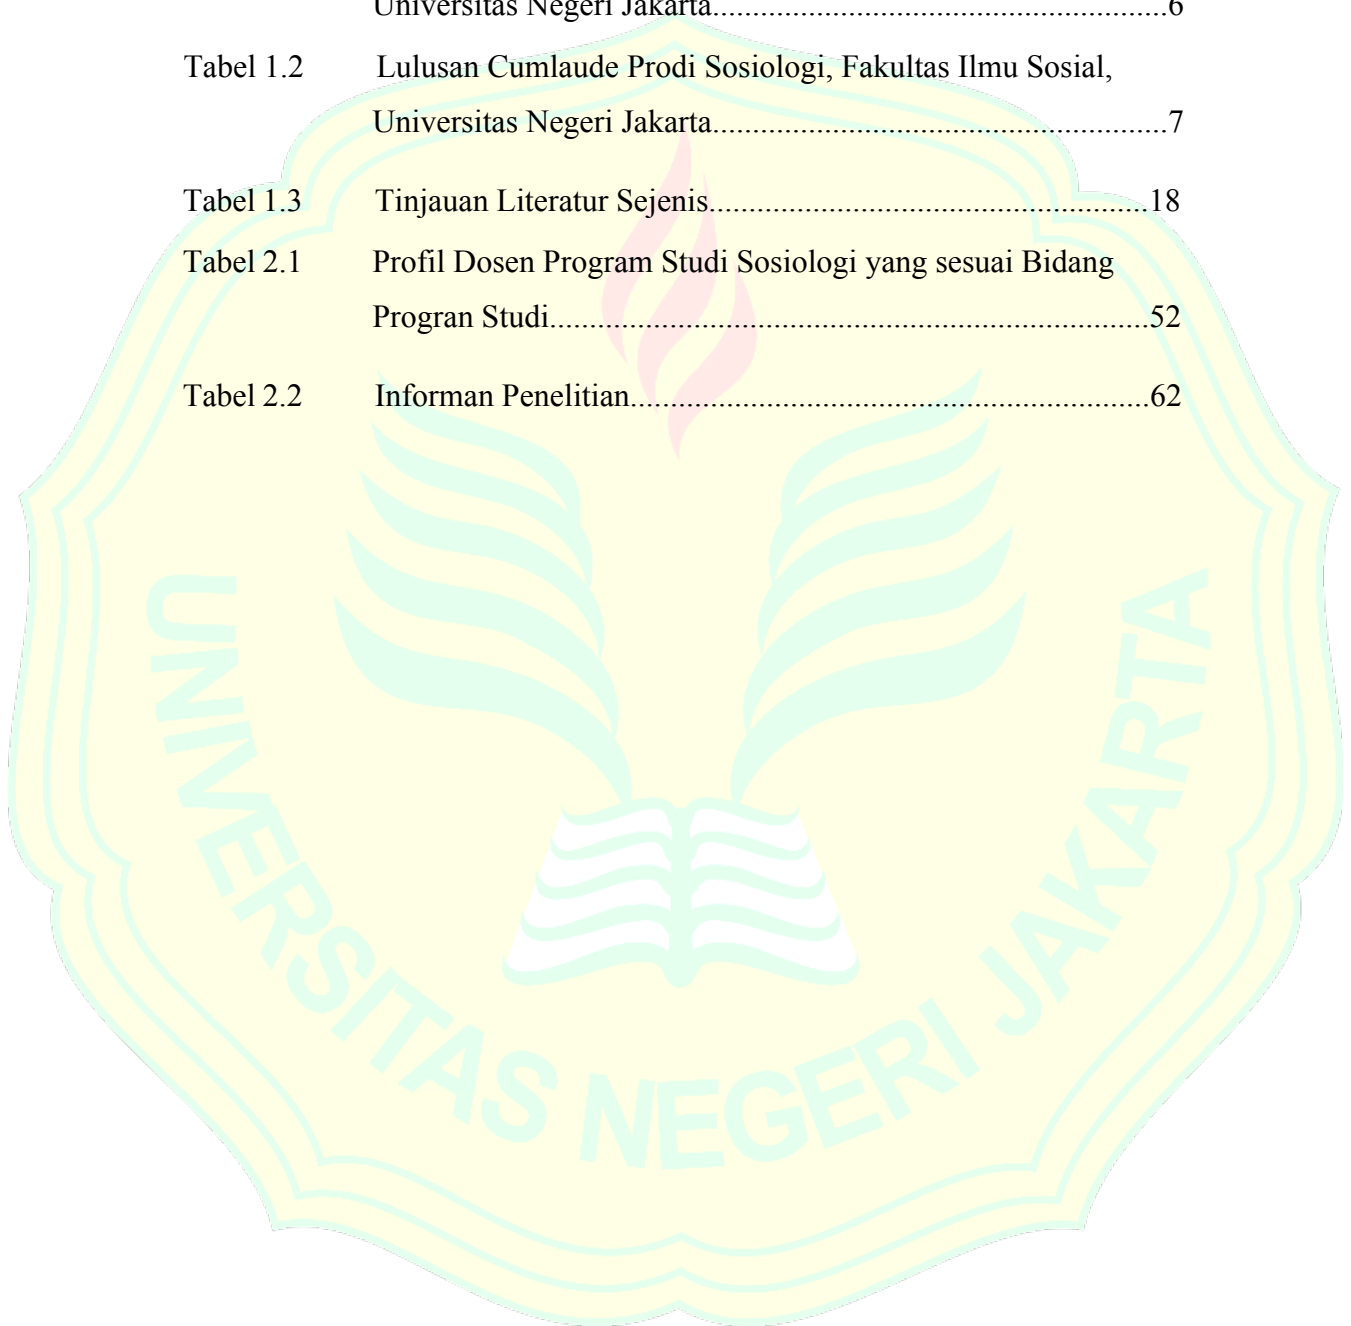 Universitas Negeri Jakarta.........................................................6
Tabel 1.2 Lulusan Cumlaude Prodi Sosiologi, Fakultas Ilmu Sosial,
Universitas Negeri Jakarta.........................................................7
Tabel 1.3 Tinjauan Literatur Sejenis.......................................................18
Tabel 2.1 Profil Dosen Program Studi Sosiologi yang sesuai Bidang
Progran Studi...........................................................................52
Tabel 2.2 Informan Penelitian.................................................................62
UNIVERSITAS NEGERI JAKARTA